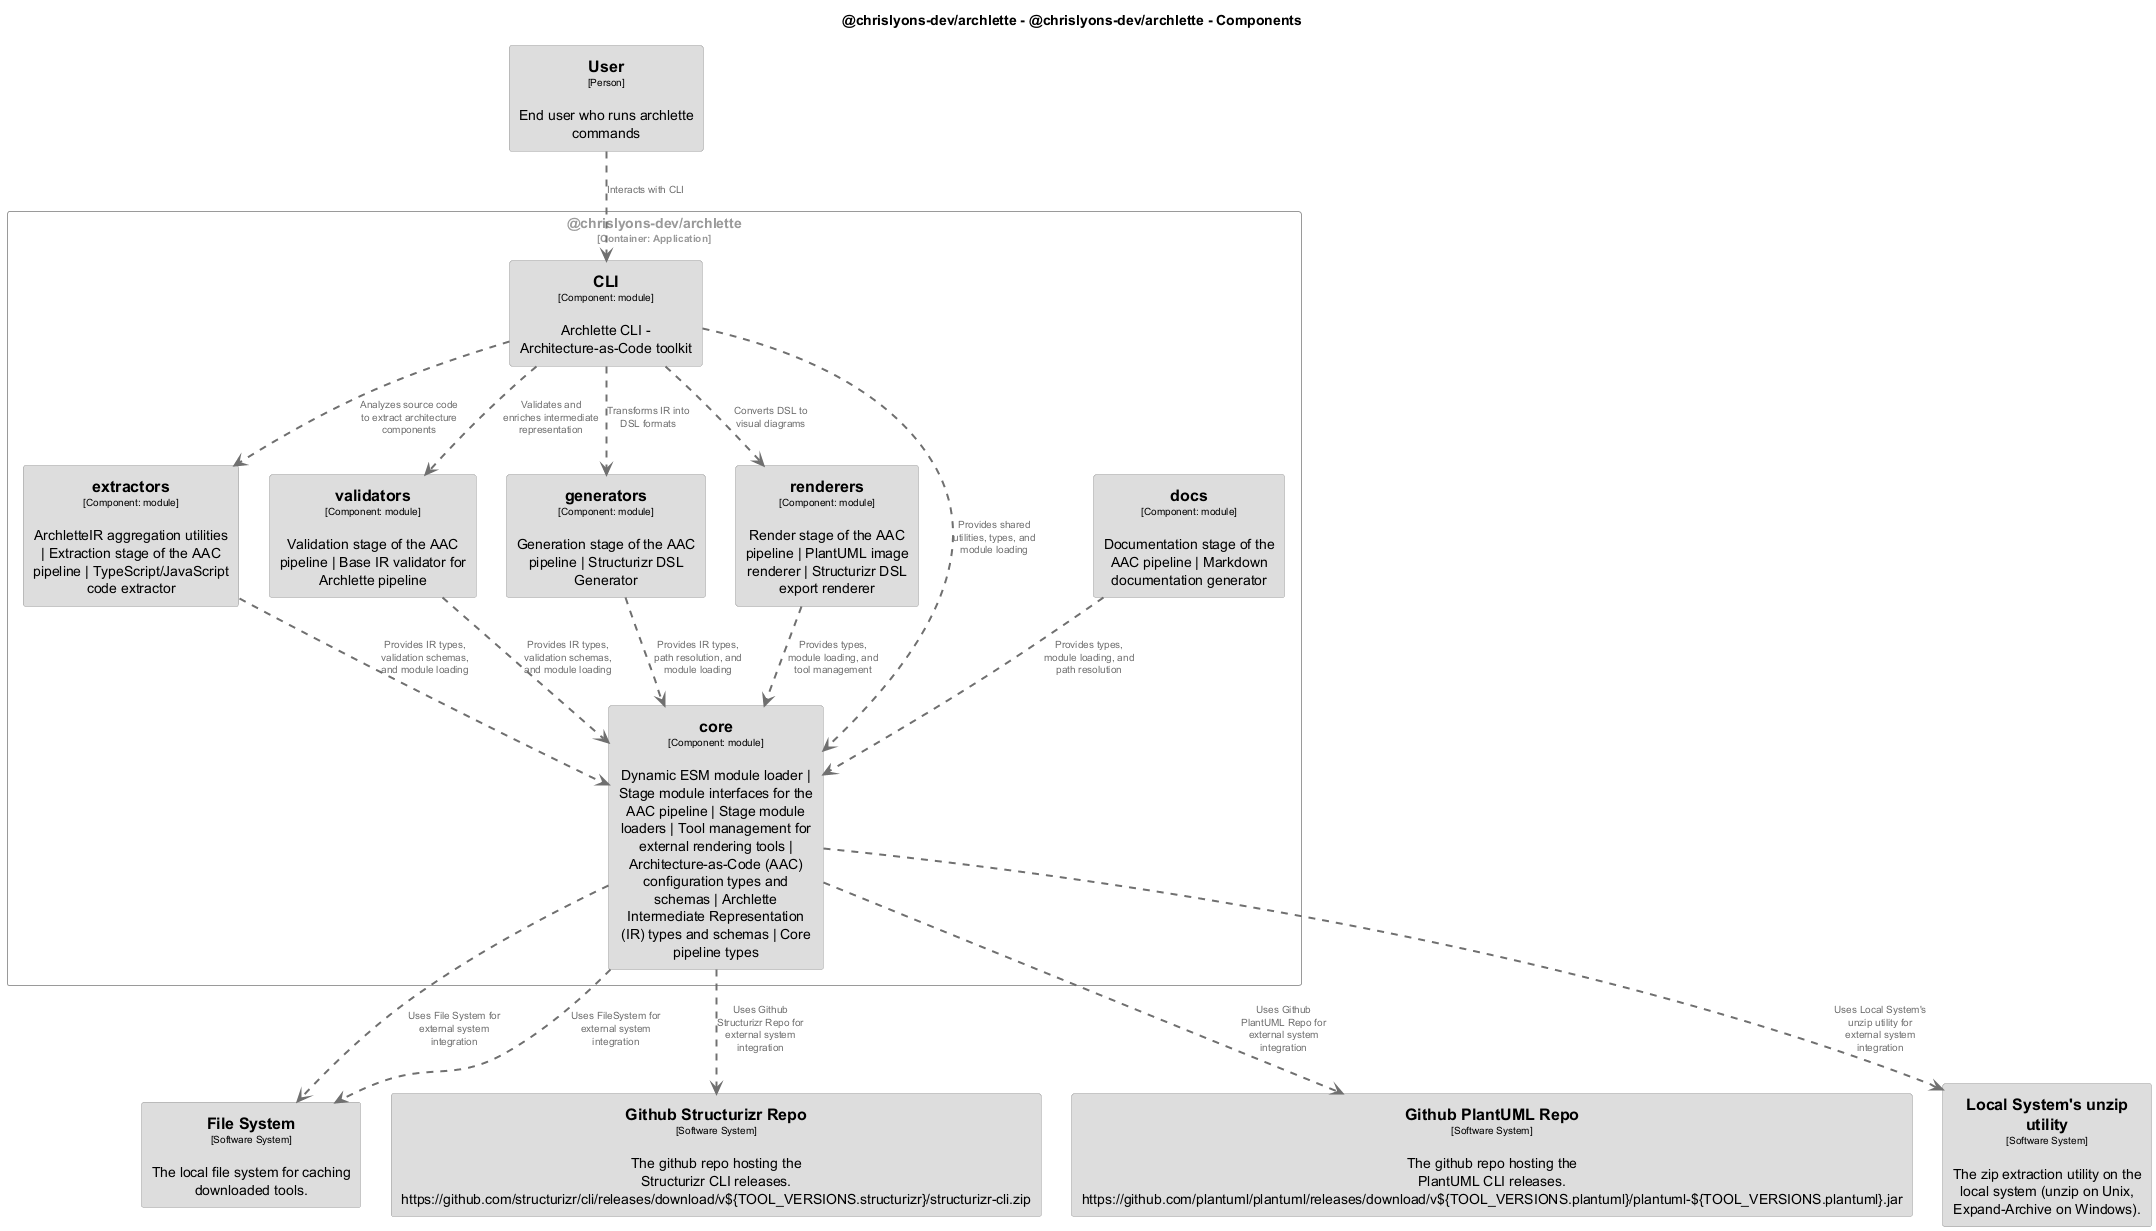 @chrislyons-dev/archlette - @chrislyons-dev/archlette - Components
User
[Person]
End user who runs archlette
commands
Interacts with CLI
@chrislyons-dev/archlette
[Container: Application]
CLI
[Component: module]
Archlette CLI -
Architecture-as-Code toolkit
Analyzes source code
to extract architecture
components
Validates and
enriches intermediate
representation
Transforms IR into
DSL formats
Converts DSL to
visual diagrams
Provides shared
utilities, types, and
module loading
extractors
[Component: module]
ArchletteIR aggregation utilities
| Extraction stage of the AAC
pipeline | TypeScript/JavaScript
code extractor
validators
[Component: module]
Validation stage of the AAC
pipeline | Base IR validator for
Archlette pipeline
generators
[Component: module]
Generation stage of the AAC
pipeline | Structurizr DSL
Generator
renderers
[Component: module]
Render stage of the AAC
pipeline | PlantUML image
renderer | Structurizr DSL
export renderer
docs
[Component: module]
Documentation stage of the
AAC pipeline | Markdown
documentation generator
Provides IR types,
validation schemas,
and module loading
Provides IR types,
validation schemas,
and module loading
Provides IR types,
path resolution, and
module loading
Provides types,
module loading, and
tool management
Provides types,
module loading, and
path resolution
core
[Component: module]
Dynamic ESM module loader |
Stage module interfaces for the
AAC pipeline | Stage module
loaders | Tool management for
external rendering tools |
Architecture-as-Code (AAC)
configuration types and
schemas | Archlette
Intermediate Representation
(IR) types and schemas | Core
pipeline types
Uses File System for
external system
integration
Uses FileSystem for
external system
integration
Uses Github
Structurizr Repo for
external system
integration
Uses Github
PlantUML Repo for
external system
integration
Uses Local System's
unzip utility for
external system
integration
File System
[Software System]
The local file system for caching
downloaded tools.
Github Structurizr Repo
[Software System]
The github repo hosting the
Structurizr CLI releases.
https://github.com/structurizr/cli/releases/download/v${TOOL_VERSIONS.structurizr}/structurizr-cli.zip
Github PlantUML Repo
[Software System]
The github repo hosting the
PlantUML CLI releases.
https://github.com/plantuml/plantuml/releases/download/v${TOOL_VERSIONS.plantuml}/plantuml-${TOOL_VERSIONS.plantuml}.jar
Local System's unzip
utility
[Software System]
The zip extraction utility on the
local system (unzip on Unix,
Expand-Archive on Windows).